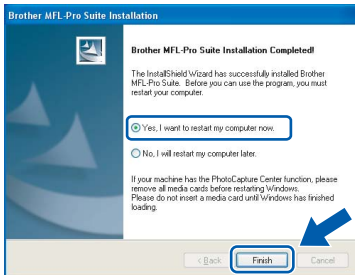 Brother MFL-Pro Suite Installation
Brother MFL-Pro Suite Installation Completed!
The InstallShield Wizard has successfully installed Brother
MFL-Pro Suite. Before you can use the program, you must
restart your computer.
Yes, I want to restart my computer now.
No, I will restart my computer later.
If your machine has the PhotoCapture Center function, please
remove all media cards before restarting Windows.
Please do not insert a media card until Windows has finished
loading.
< Back Finish Cancel